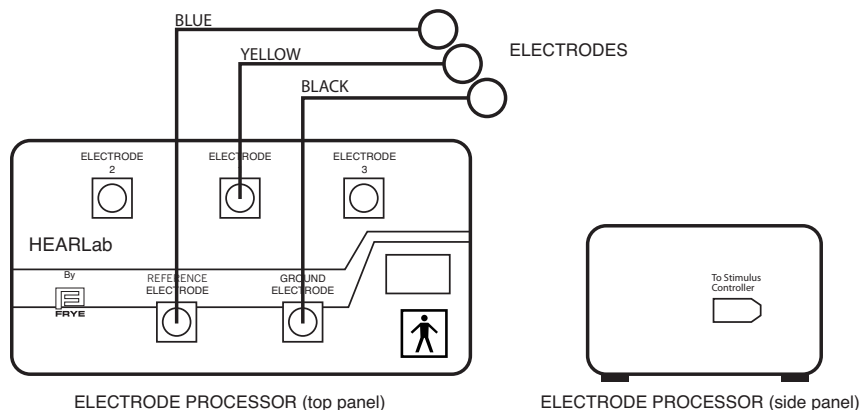 BLUE
YELLOW
BLACK
ELECTRODES
ELECTRODE
2
ELECTRODE
ELECTRODE
3
HEARLab
By
FRYE
REFERENCE
ELECTRODE
GROUND
ELECTRODE
To Stimulus
Controller
ELECTRODE PROCESSOR (top panel)
ELECTRODE PROCESSOR (side panel)